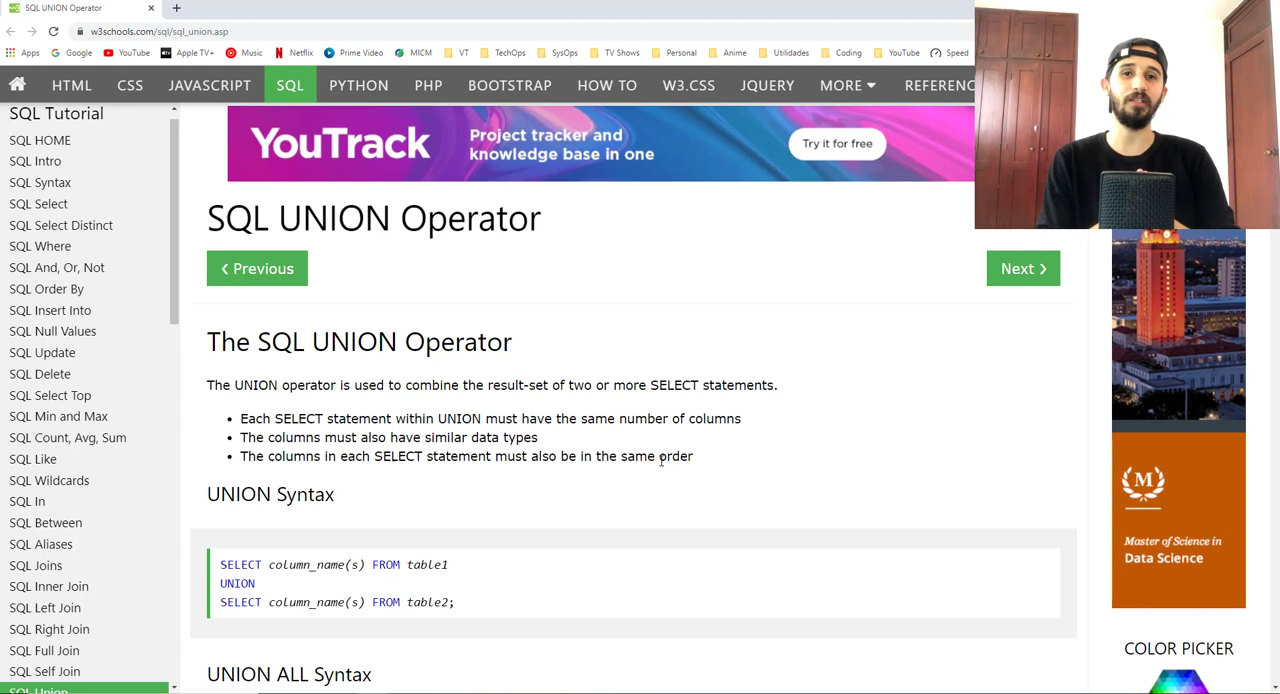 SQL UNION Operator
w3schools.com/sql/sql_union.asp
Apps Google YouTube Apple TV+ Music Netflix Prime Video MICM VT TechOps SysOps TV Shows Personal Anime Utilidades Coding YouTube Speed
HTML CSS JAVASCRIPT SQL PYTHON PHP BOOTSTRAP HOW TO W3.CSS JQUERY MORE REFERENC
SQL Tutorial
SQL HOME
SQL Intro
SQL Syntax
SQL Select
SQL Select Distinct
SQL Where
SQL And, Or, Not
SQL Order By
SQL Insert Into
SQL Null Values
SQL Update
SQL Delete
SQL Select Top
SQL Min and Max
SQL Count, Avg, Sum
SQL Like
SQL Wildcards
SQL In
SQL Between
SQL Aliases
SQL Joins
SQL Inner Join
SQL Left Join
SQL Right Join
SQL Full Join
SQL Self Join
SQL Union
YouTrack
Project tracker and
knowledge base in one
Try it for free
SQL UNION Operator
❮ Previous
Next ❯
The SQL UNION Operator
The UNION operator is used to combine the result-set of two or more SELECT statements.
• Each SELECT statement within UNION must have the same number of columns
• The columns must also have similar data types
• The columns in each SELECT statement must also be in the same order
UNION Syntax
SELECT column_name(s) FROM table1
UNION
SELECT column_name(s) FROM table2;
UNION ALL Syntax
M
Master of Science in
Data Science
COLOR PICKER